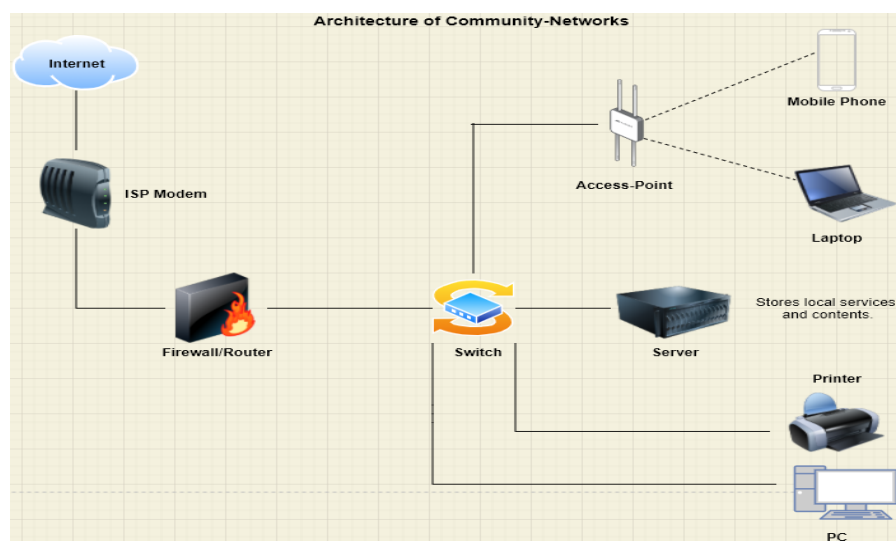 Architecture of Community-Networks
Internet
Mobile Phone
ISP Modem
Access-Point
Laptop
Stores local services
and contents.
Firewall/Router
Switch
Server
Printer
PC